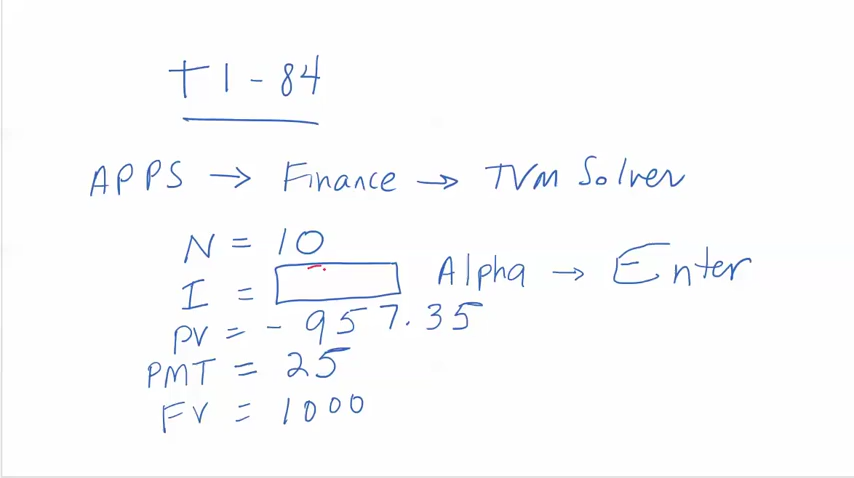 TI-84
APPS → Finance → TVM Solver
N = 10
I = Alpha → Enter
PV = -957.35
PMT = 25
FV = 1000